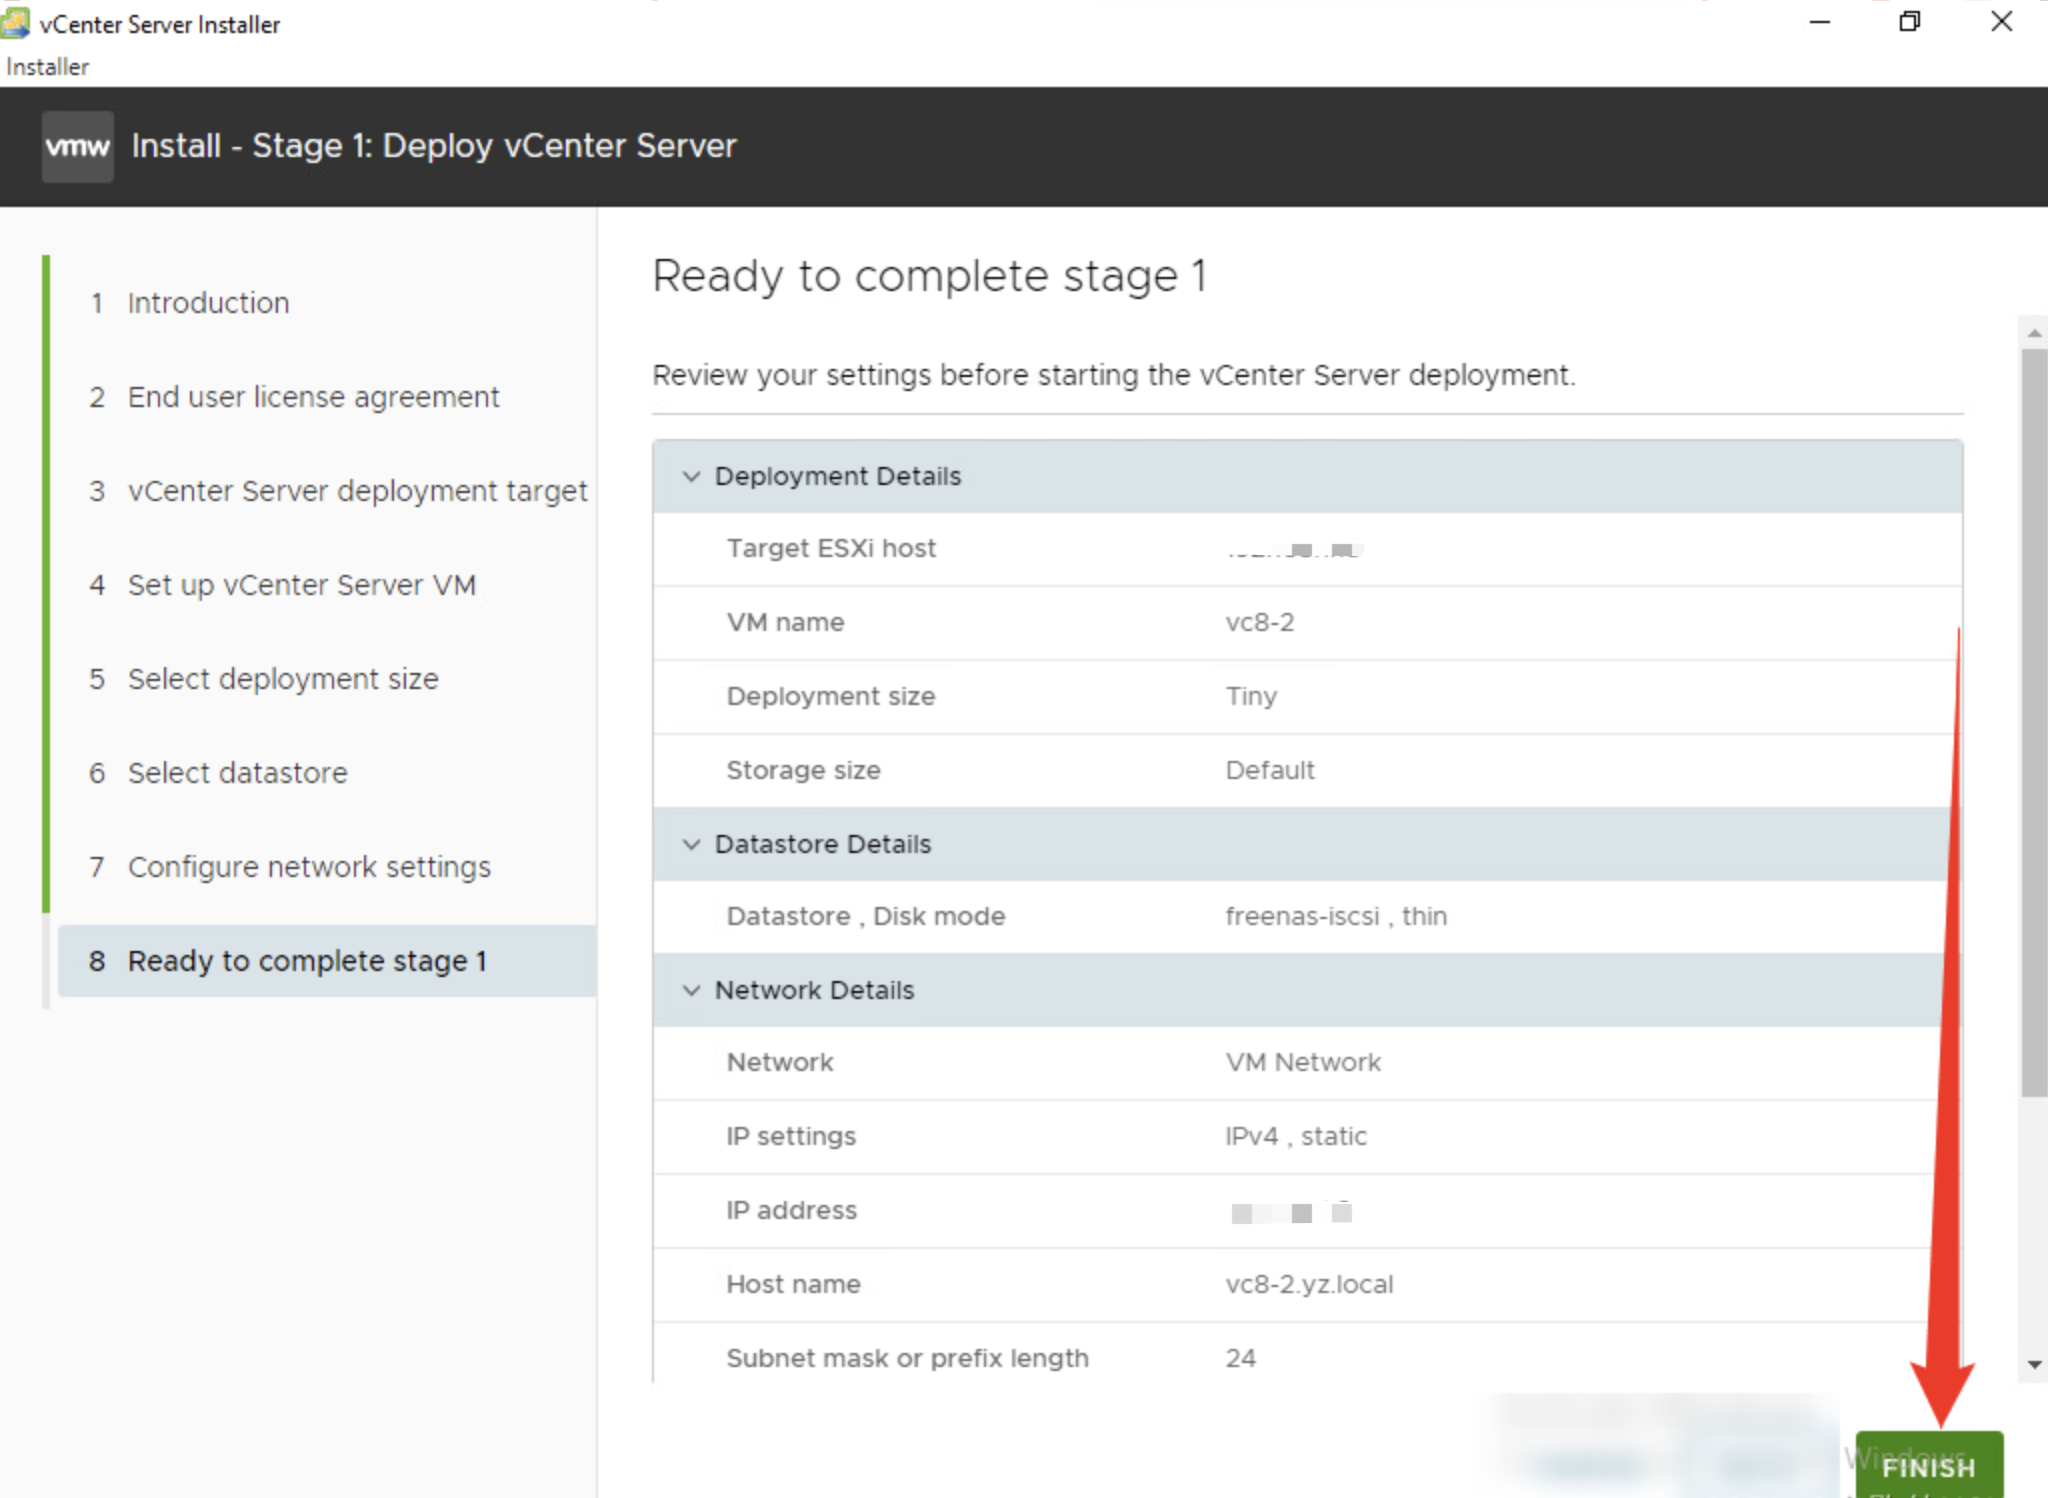 vCenter Server Installer
Installer
vmw Install - Stage 1: Deploy vCenter Server
1 Introduction
2 End user license agreement
3 vCenter Server deployment target
4 Set up vCenter Server VM
5 Select deployment size
6 Select datastore
7 Configure network settings
8 Ready to complete stage 1
Ready to complete stage 1
Review your settings before starting the vCenter Server deployment.
Deployment Details
Target ESXi host
VM name vc8-2
Deployment size Tiny
Storage size Default
Datastore Details
Datastore , Disk mode freenas-iscsi , thin
Network Details
Network VM Network
IP settings IPv4 , static
IP address
Host name vc8-2.yz.local
Subnet mask or prefix length 24
Windows
FINISH